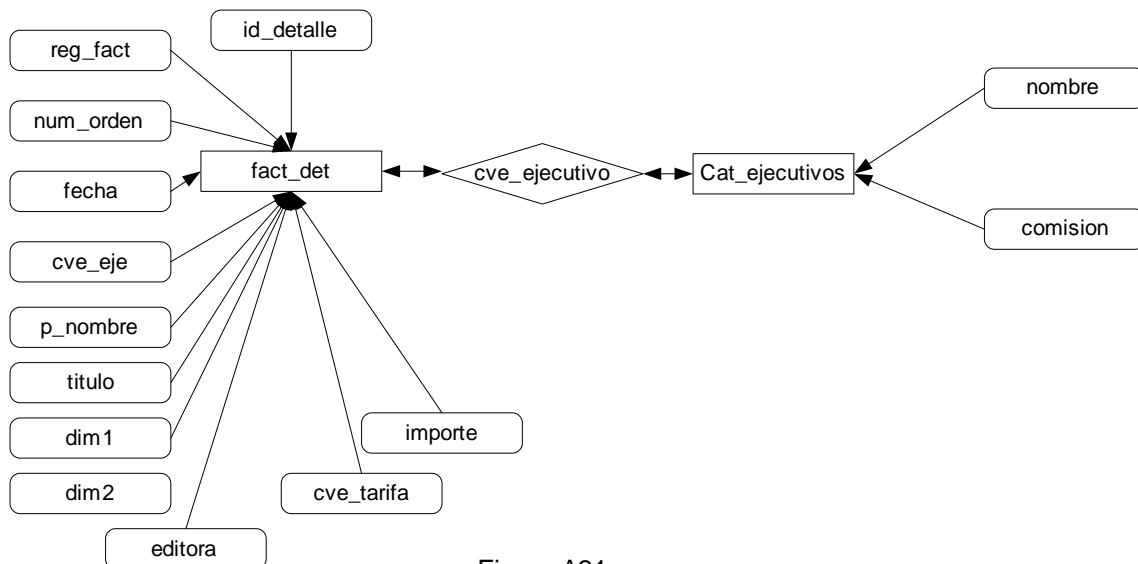 id_detalle
reg_fact
nombre
num_orden
fact_det
cve_ejecutivo
Cat_ejecutivos
fecha
comision
cve_eje
p_nombre
titulo
importe
dim1
dim2
cve_tarifa
editora